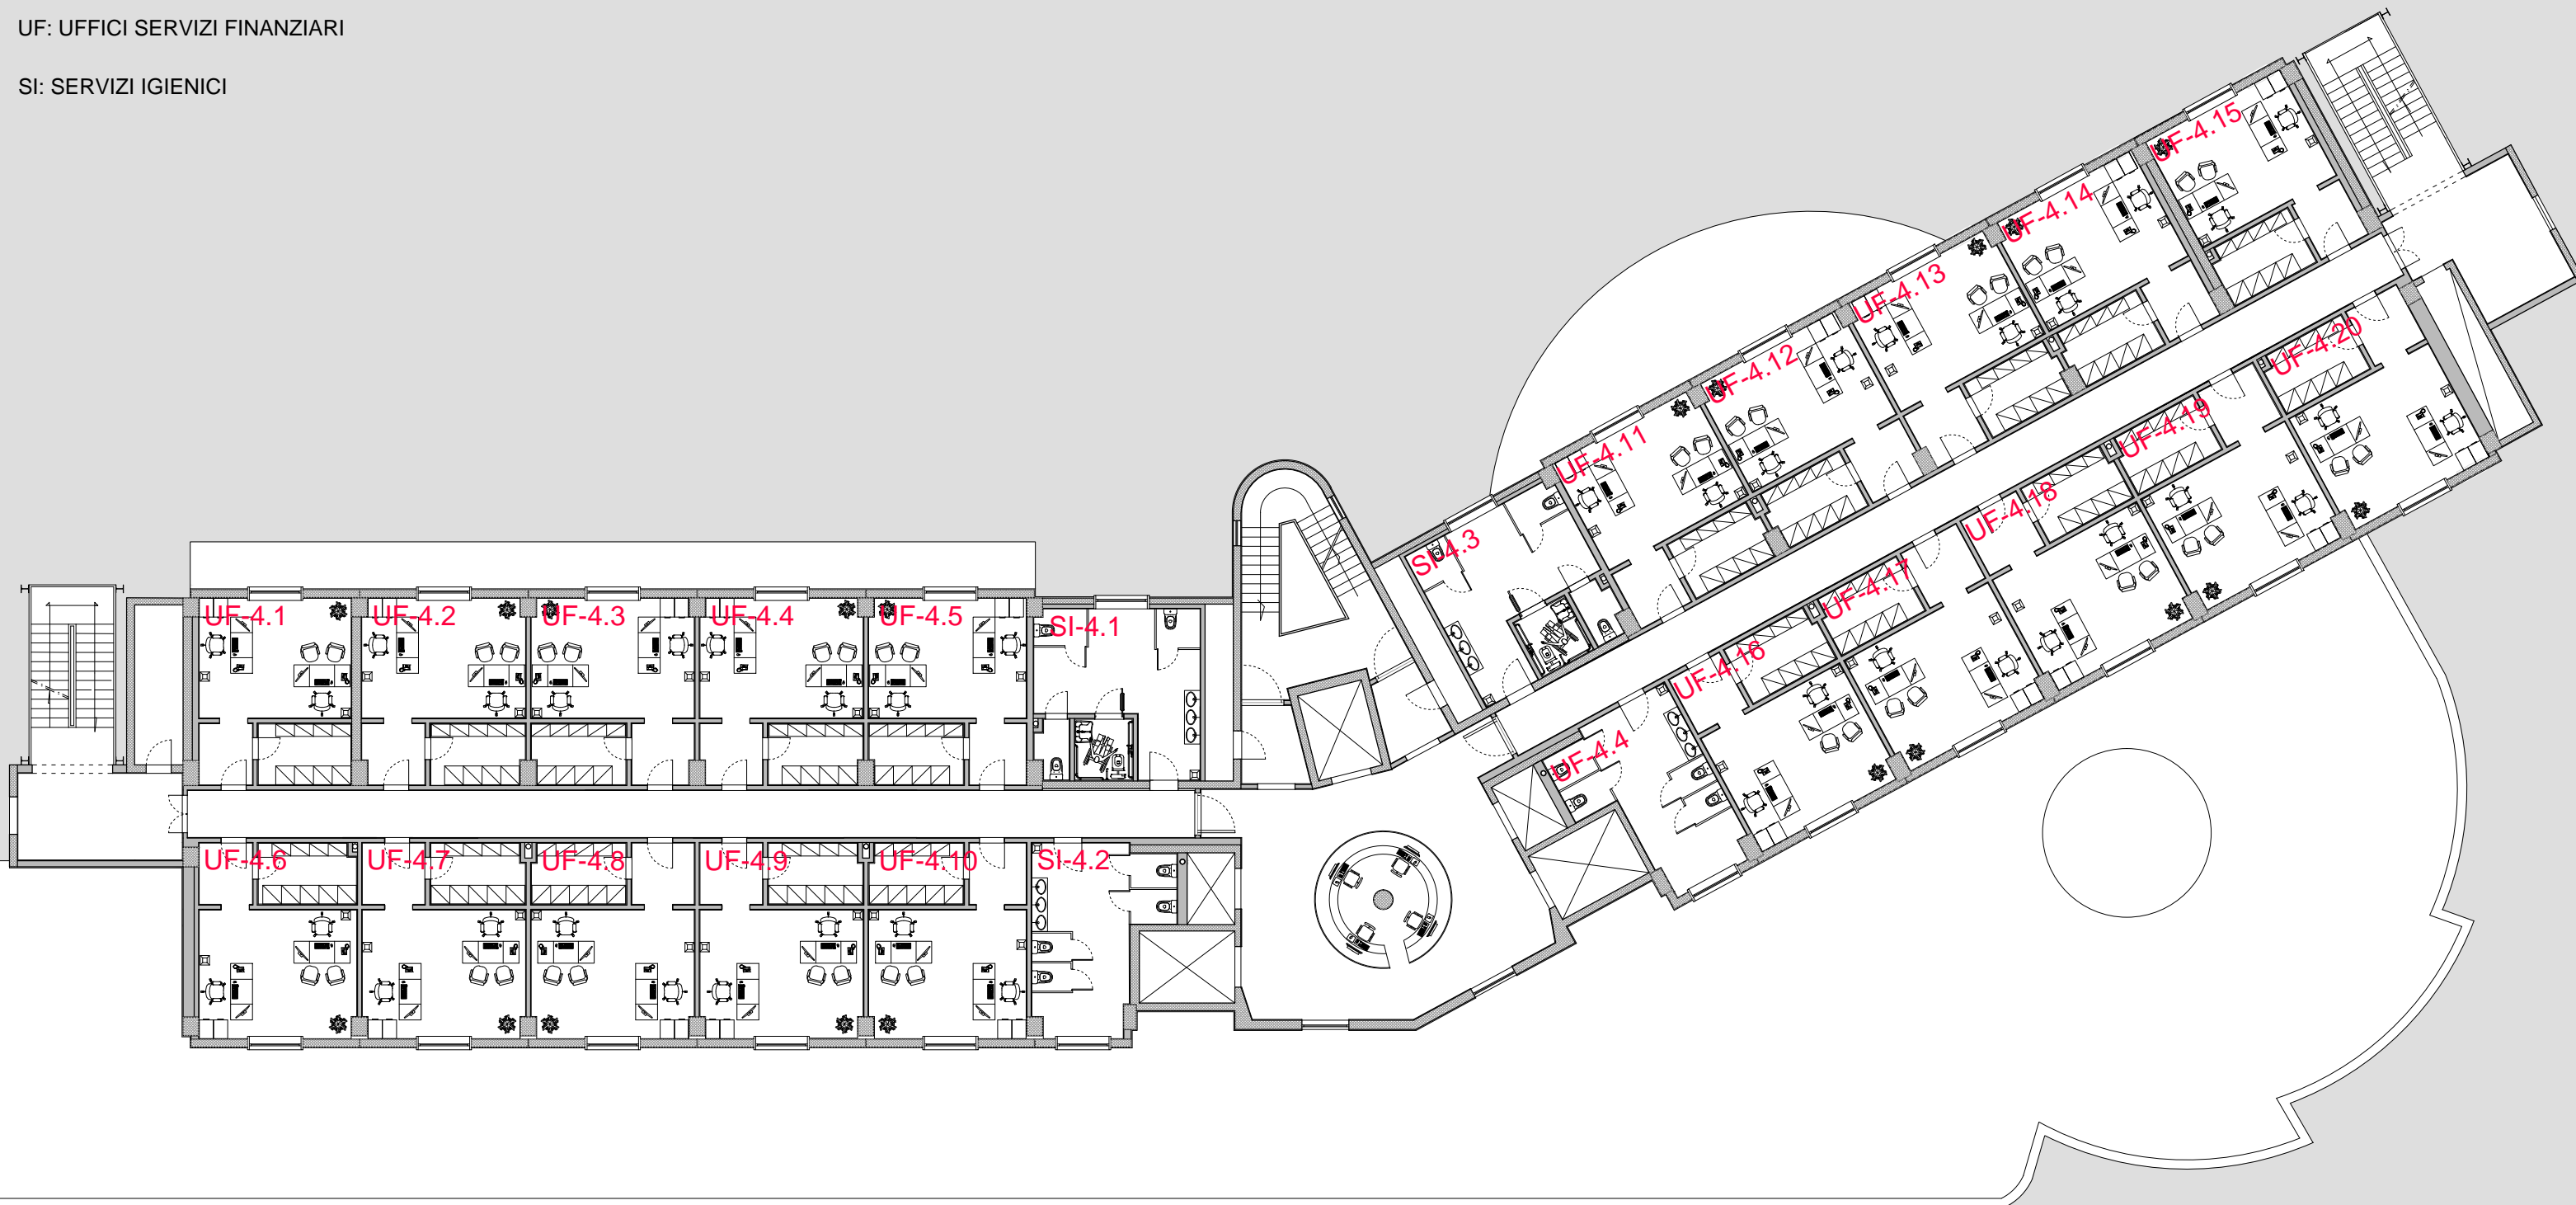 UF: UFFICI SERVIZI FINANZIARI
SI: SERVIZI IGIENICI
UF-4.15
UF-4.14
UF-4.13
UF-4.12
UF-4.11
UF-4.20
UF-4.19
UF-4.18
UF-4.17
UF-4.16
SI-4.3
UF-4.4
UF-4.1
UF-4.2
UF-4.3
UF-4.4
UF-4.5
SI-4.1
UF-4.6
UF-4.7
UF-4.8
UF-4.9
UF-4.10
SI-4.2